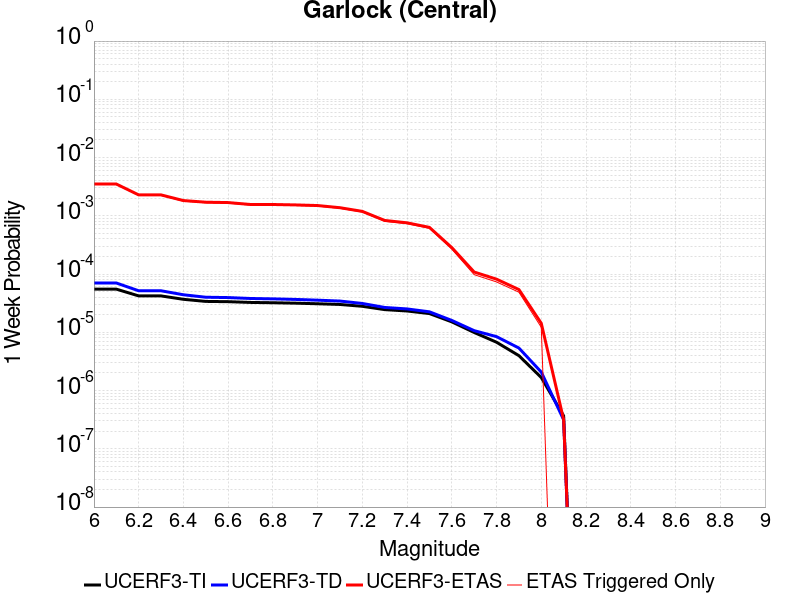 Garlock (Central)
10^0
10^-1
10^-2
10^-3
10^-4
10^-5
10^-6
10^-7
10^-8
1 Week Probability
6 6.2 6.4 6.6 6.8 7 7.2 7.4 7.6 7.8 8 8.2 8.4 8.6 8.8 9
Magnitude
UCERF3-TI UCERF3-TD UCERF3-ETAS ETAS Triggered Only